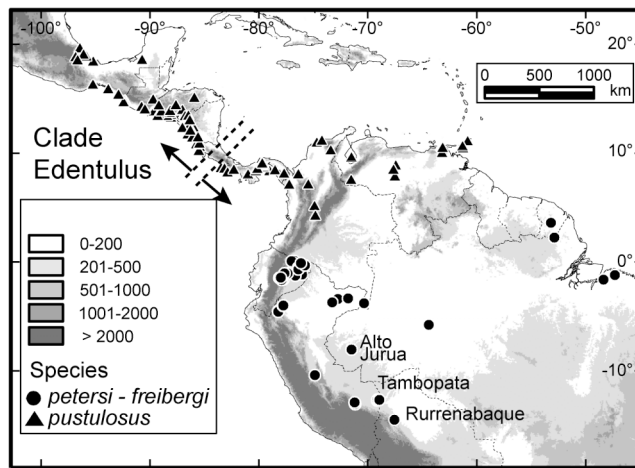 -100° -90° -80° -70° -60° -50°
20°
0 500 1000
km
Clade
Edentulus
10°
0-200
201-500
501-1000
1001-2000
> 2000
0°
Species
petersi - freibergi
pustulosus
Alto
Jurua
-10°
Tambopata
Rurrenabaque